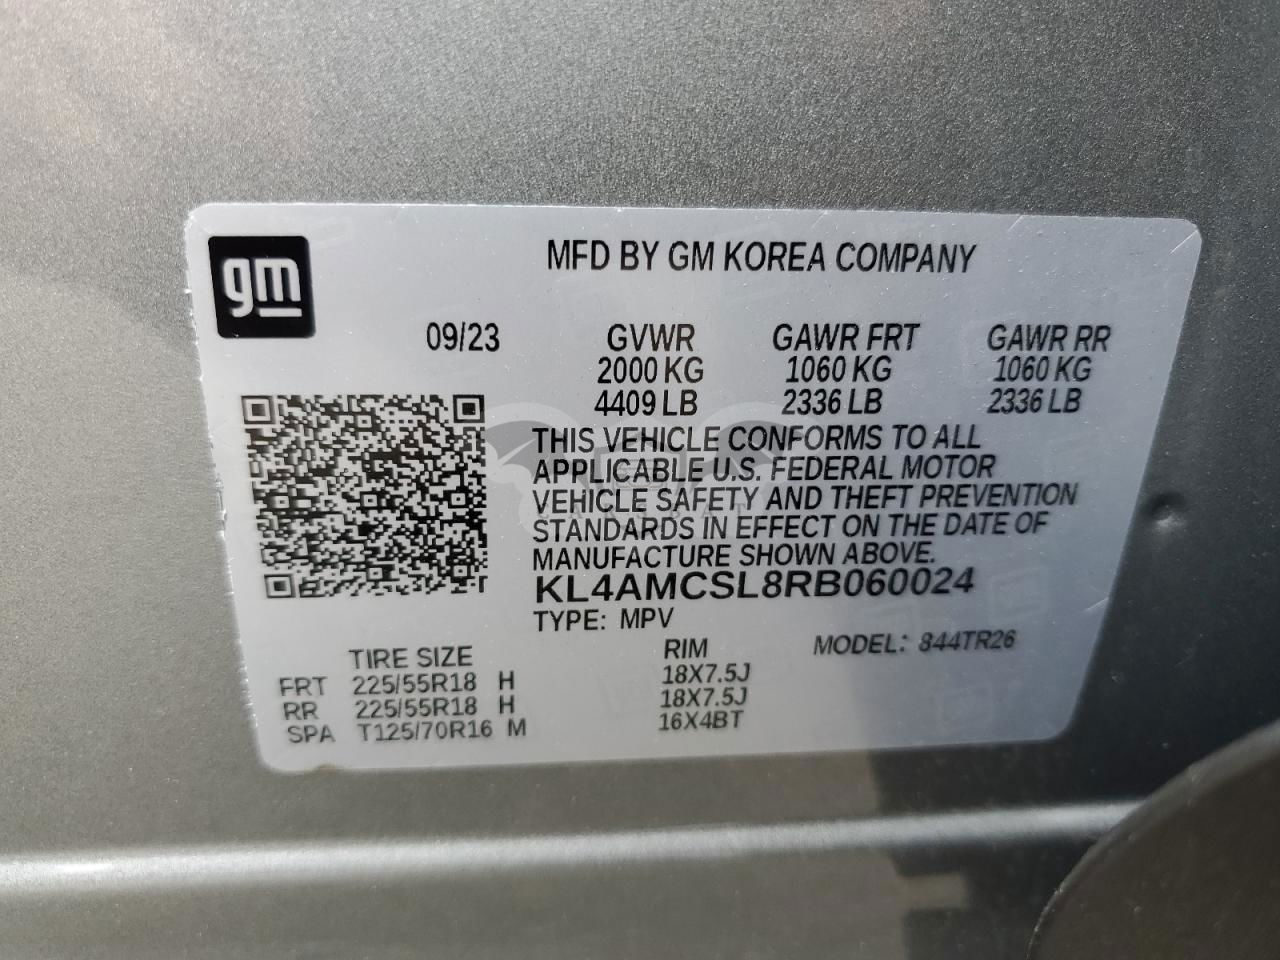 gm
MFD BY GM KOREA COMPANY
09/23 GVWR GAWR FRT GAWR RR
2000 KG 1060 KG 1060 KG
4409 LB 2336 LB 2336 LB
THIS VEHICLE CONFORMS TO ALL
APPLICABLE U.S. FEDERAL MOTOR
VEHICLE SAFETY AND THEFT PREVENTION
STANDARDS IN EFFECT ON THE DATE OF
MANUFACTURE SHOWN ABOVE.
KL4AMCSL8RB060024
TYPE: MPV
MODEL: 844TR26
TIRE SIZE RIM
FRT 225/55R18 H 18X7.5J
RR 225/55R18 H 18X7.5J
SPA T125/70R16 M 16X4BT